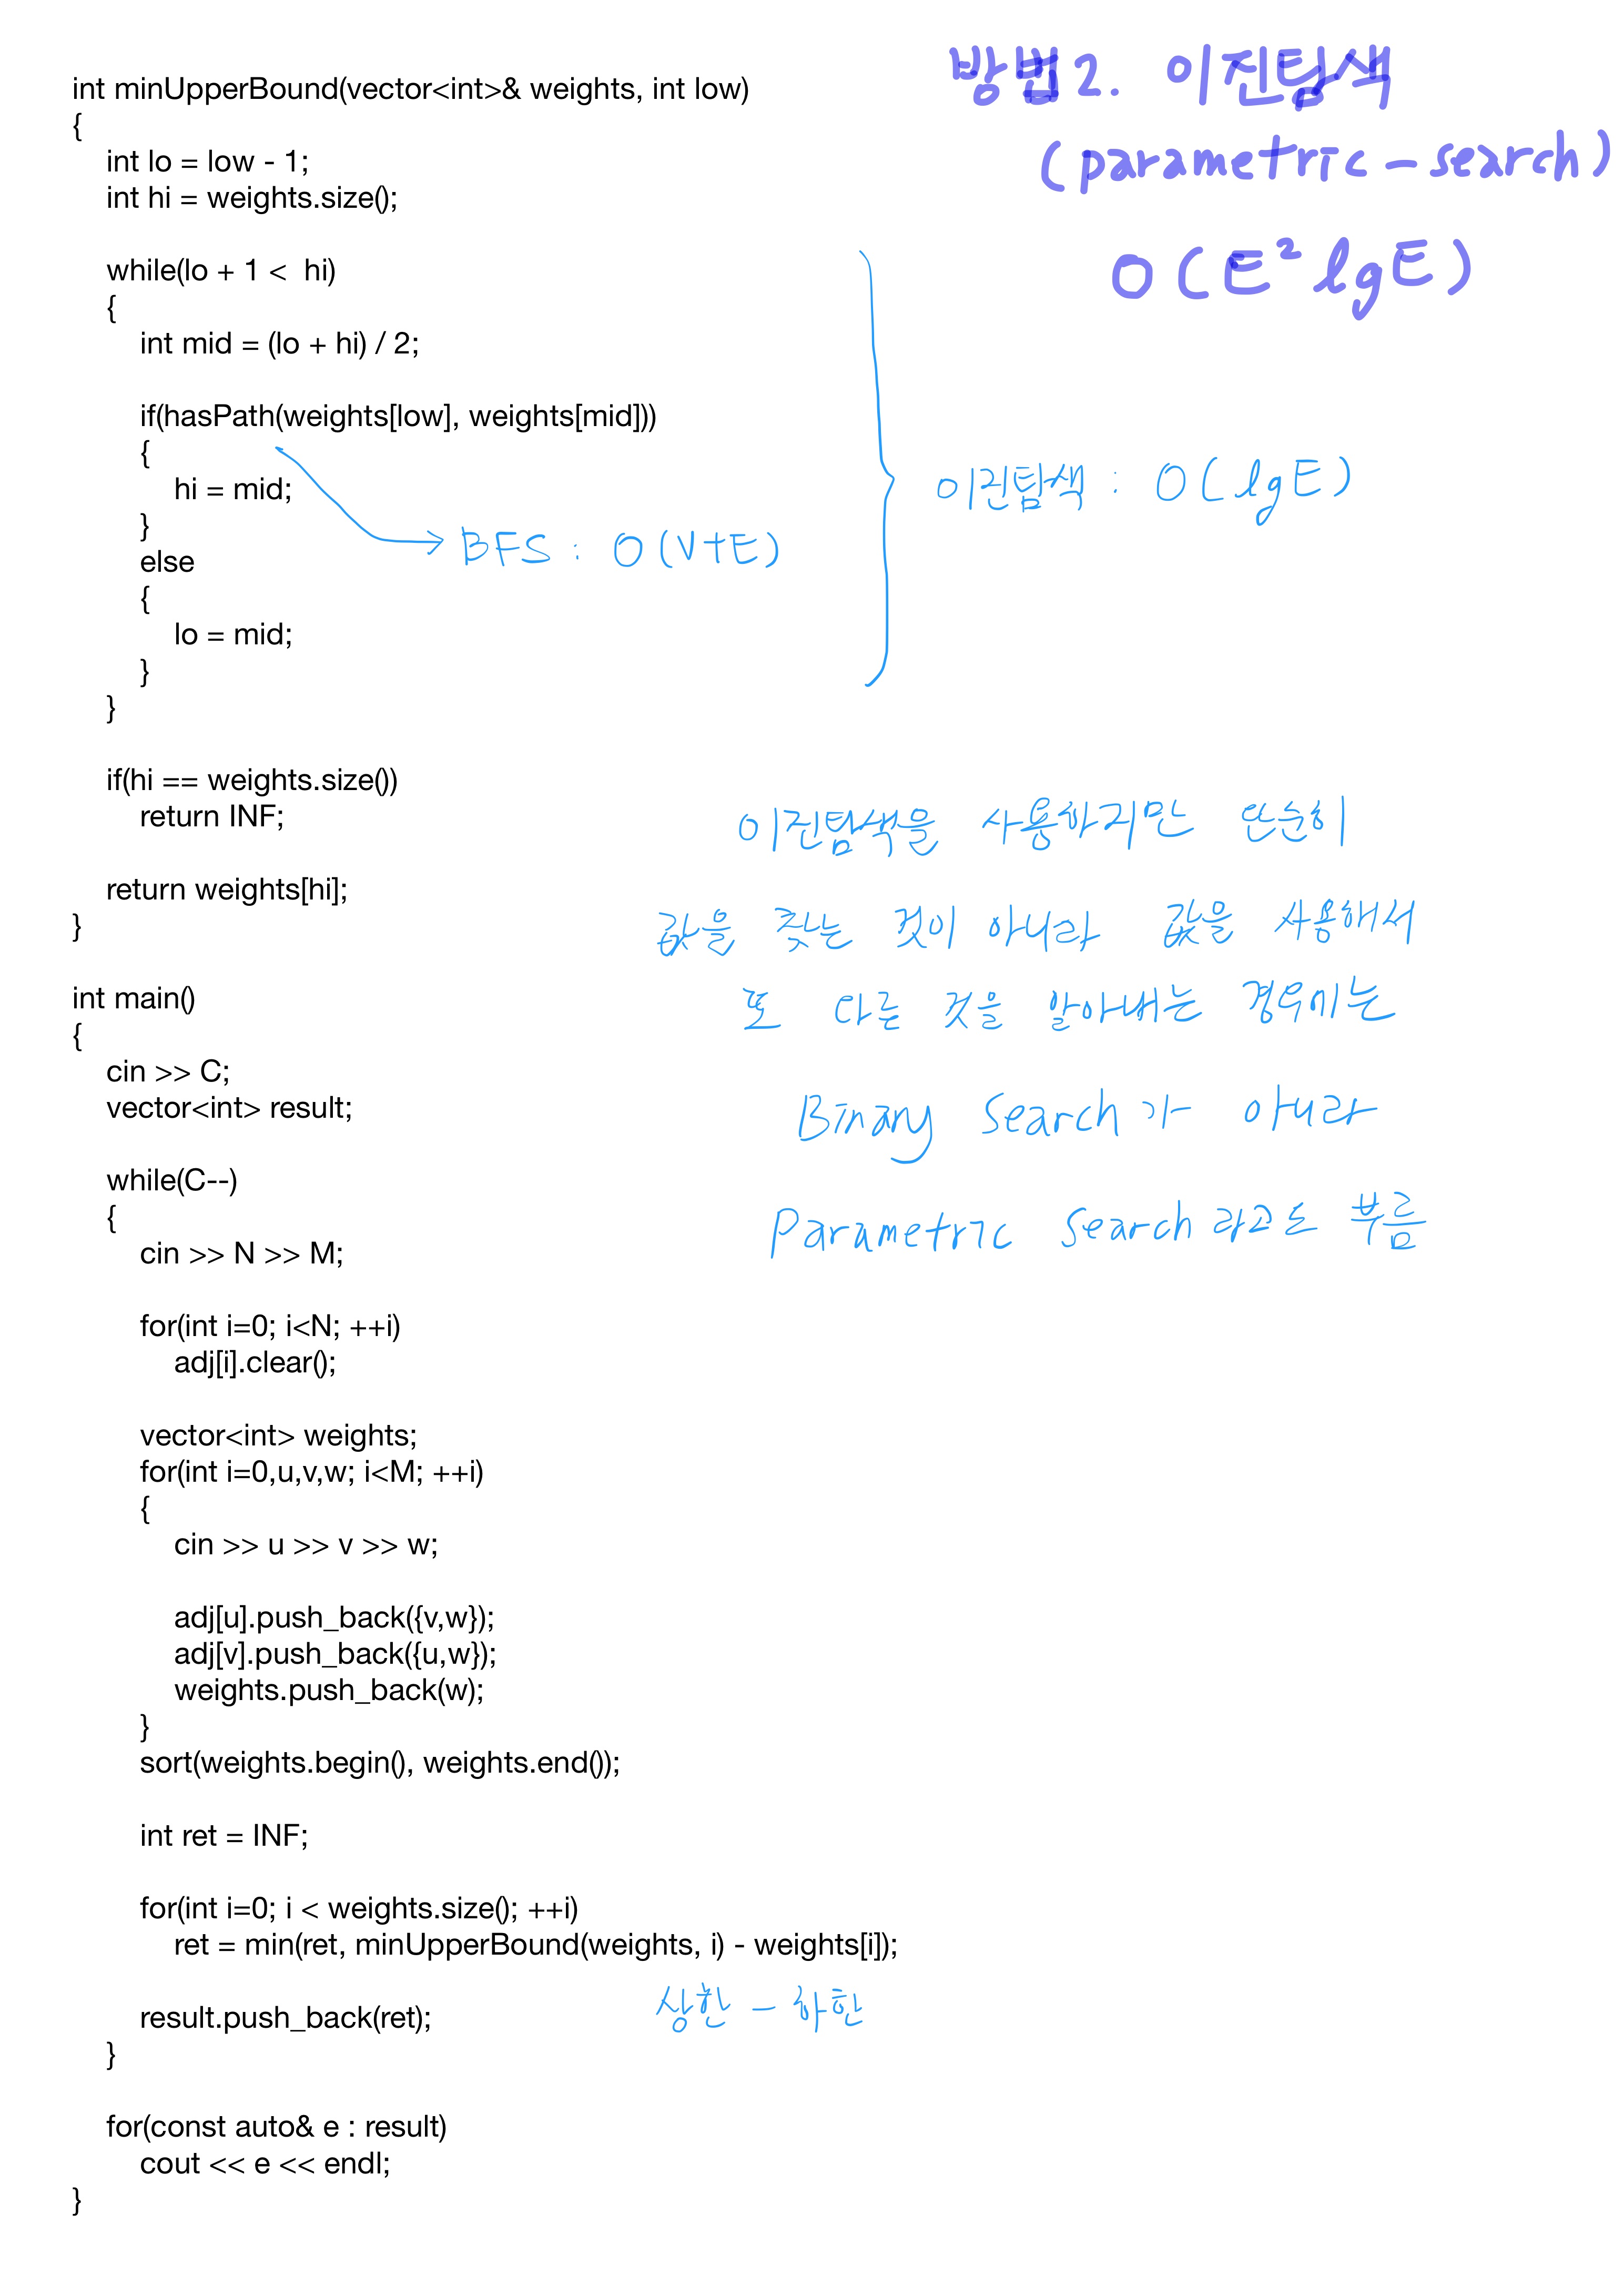 방법2. 이진탐색
(parametric-search)
O(E²lgE)
int minUpperBound(vector<int>& weights, int low)
{
int lo = low - 1;
int hi = weights.size();
while(lo + 1 <  hi)
{
int mid = (lo + hi) / 2;
if(hasPath(weights[low], weights[mid]))
{
hi = mid;
}
else
{
lo = mid;
}
}
BFS : O(V+E)
이진탐색 : O(lgE)
if(hi == weights.size())
return INF;
return weights[hi];
}
이진탐색을 사용하지만 단순히
값을 찾는 것이 아니라 값을 사용해서
또 다른 것을 알아내는 경우에는
Binary Search가 아니라
Parametric Search라고도 부름
int main()
{
cin >> C;
vector<int> result;
while(C--)
{
cin >> N >> M;
for(int i=0; i<N; ++i)
adj[i].clear();
vector<int> weights;
for(int i=0,u,v,w; i<M; ++i)
{
cin >> u >> v >> w;
adj[u].push_back({v,w});
adj[v].push_back({u,w});
weights.push_back(w);
}
sort(weights.begin(), weights.end());
int ret = INF;
for(int i=0; i < weights.size(); ++i)
ret = min(ret, minUpperBound(weights, i) - weights[i]);
상한 - 하한
result.push_back(ret);
}
for(const auto& e : result)
cout << e << endl;
}